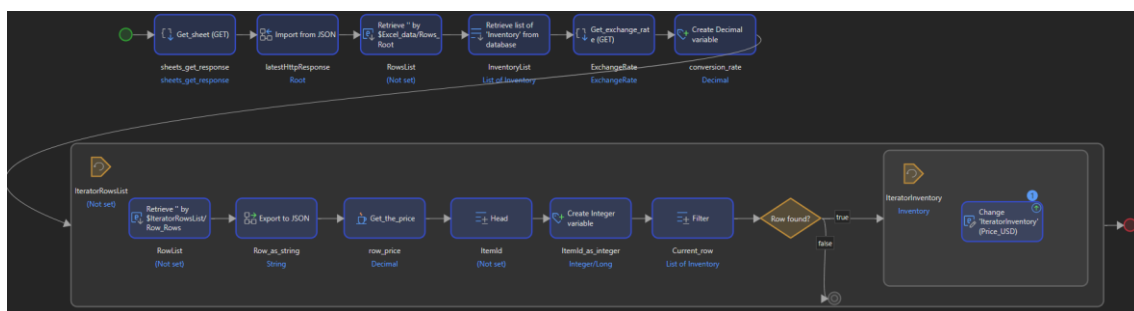 Get_sheet (GET)
sheets_get_response
sheets_get_response
Import from JSON
latestHttpResponse
Root
Retrieve '' by
$Excel_data/Rows_
Root
RowsList
(Not set)
Retrieve list of
'Inventory' from
database
InventoryList
List of Inventory
Get_exchange_rat
e (GET)
ExchangeRate
ExchangeRate
Create Decimal
variable
conversion_rate
Decimal
IteratorRowsList
(Not set)
Retrieve '' by
$IteratorRowsList/
Row_Rows
RowList
(Not set)
Export to JSON
Row_as_string
String
Get_the_price
row_price
Decimal
Head
ItemId
(Not set)
Create Integer
variable
ItemId_as_integer
Integer/Long
Filter
Current_row
List of Inventory
Row found?
true
false
IteratorInventory
Inventory
1
Change
'IteratorInventory'
(Price_USD)